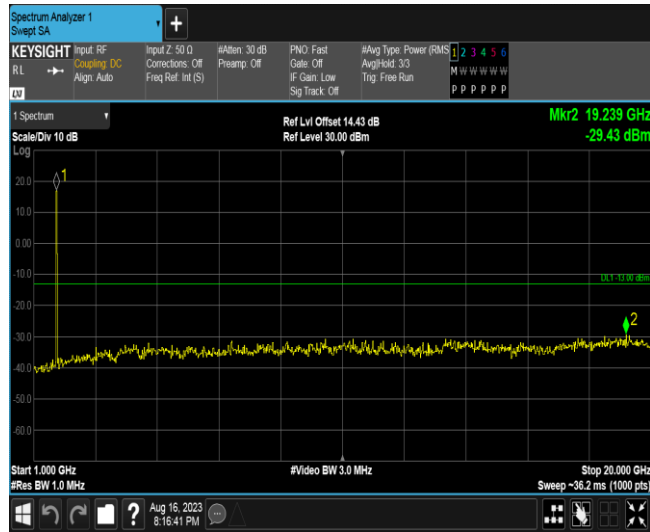 Spectrum Analyzer 1
Swept SA
+
KEYSIGHT Input: RF Input Z: 50 Ω #Atten: 30 dB PNO: Fast #Avg Type: Power (RMS 1 2 3 4 5 6
RL Coupling: DC Corrections: Off Preamp: Off Gate: Off Avg|Hold: 3/3 M W W W W W
Align: Auto Freq Ref: Int (S) IF Gain: Low Trig: Free Run
Sig Track: Off P P P P P P
LXI
1 Spectrum
Ref Lvl Offset 14.43 dB Mkr2 19.239 GHz
Scale/Div 10 dB Ref Level 30.00 dBm -29.43 dBm
Log
1
20.0
10.0
0.00
-10.0
DL1 -13.00 dBm
-20.0
2
-30.0
-40.0
-50.0
-60.0
Start 1.000 GHz #Video BW 3.0 MHz Stop 20.000 GHz
#Res BW 1.0 MHz Sweep ~36.2 ms (1000 pts)
? Aug 16, 2023
8:16:41 PM